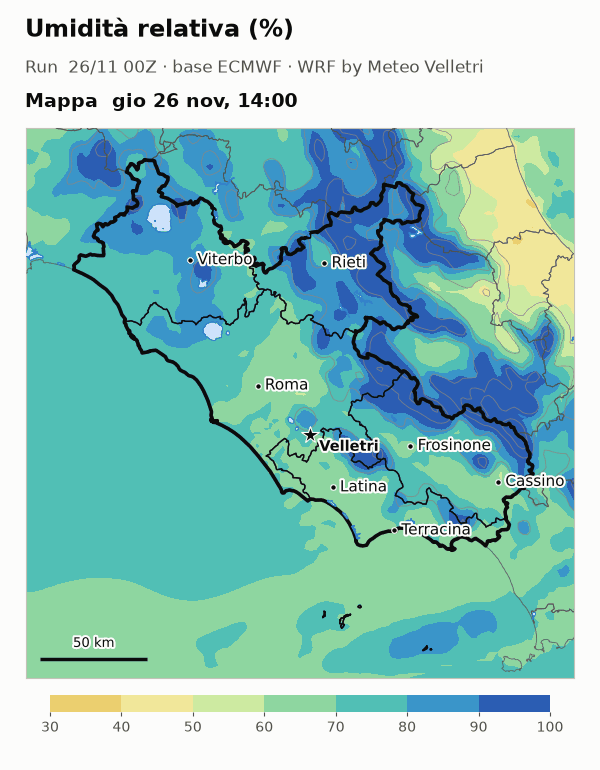 Umidità relativa (%)
Run  26/11 00Z · base ECMWF · WRF by Meteo Velletri
Mappa  gio 26 nov, 14:00
Viterbo
Rieti
Roma
Velletri
Frosinone
Latina
Cassino
Terracina
50 km
30 40 50 60 70 80 90 100